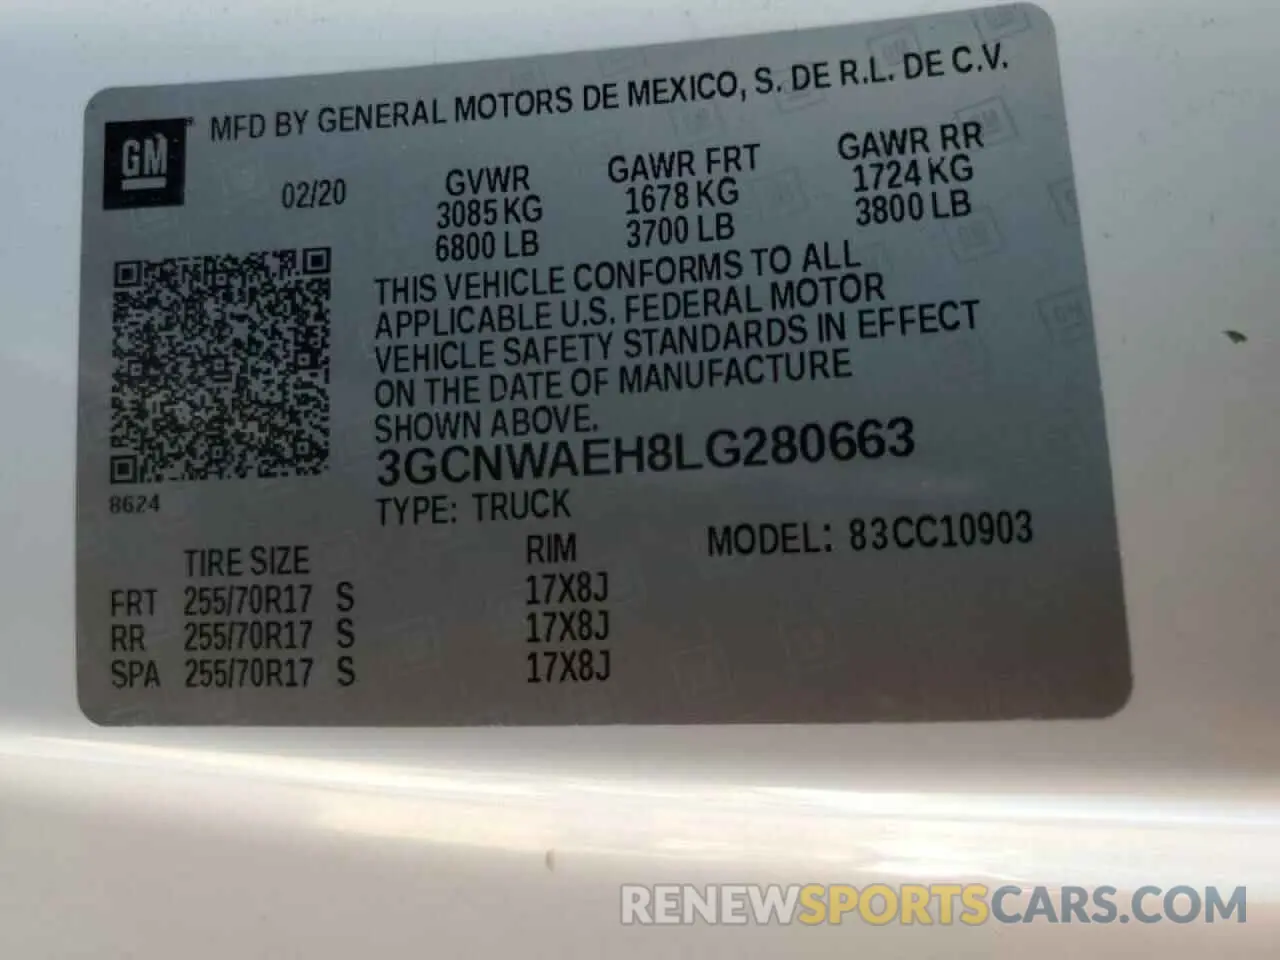 MFD BY GENERAL MOTORS DE MEXICO, S. DE R.L. DE C.V.
GM
02/20
GVWR
3085 KG
6800 LB
GAWR FRT
1678 KG
3700 LB
GAWR RR
1724 KG
3800 LB
THIS VEHICLE CONFORMS TO ALL
APPLICABLE U.S. FEDERAL MOTOR
VEHICLE SAFETY STANDARDS IN EFFECT
ON THE DATE OF MANUFACTURE
SHOWN ABOVE.
3GCNWAEH8LG280663
8624
TYPE: TRUCK
TIRE SIZE RIM MODEL: 83CC10903
FRT 255/70R17 S 17X8J
RR 255/70R17 S 17X8J
SPA 255/70R17 S 17X8J
RENEWSPORTSCARS.COM